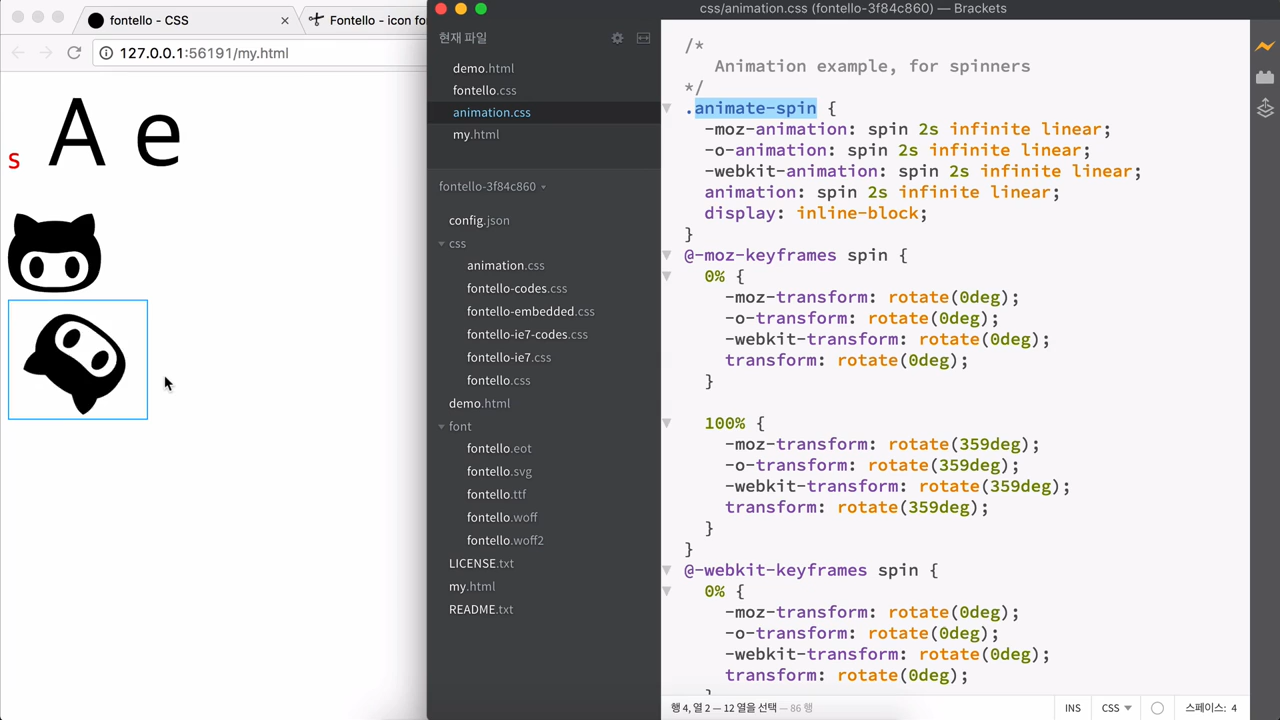 fontello - CSS
Fontello - icon fo
127.0.0.1:56191/my.html
s A e
css/animation.css (fontello-3f84c860) — Brackets
현재 파일
demo.html
fontello.css
animation.css
my.html
fontello-3f84c860
config.json
css
animation.css
fontello-codes.css
fontello-embedded.css
fontello-ie7-codes.css
fontello-ie7.css
fontello.css
demo.html
font
fontello.eot
fontello.svg
fontello.ttf
fontello.woff
fontello.woff2
LICENSE.txt
my.html
README.txt
/*
Animation example, for spinners
*/
.animate-spin {
-moz-animation: spin 2s infinite linear;
-o-animation: spin 2s infinite linear;
-webkit-animation: spin 2s infinite linear;
animation: spin 2s infinite linear;
display: inline-block;
}
@-moz-keyframes spin {
0% {
-moz-transform: rotate(0deg);
-o-transform: rotate(0deg);
-webkit-transform: rotate(0deg);
transform: rotate(0deg);
}
100% {
-moz-transform: rotate(359deg);
-o-transform: rotate(359deg);
-webkit-transform: rotate(359deg);
transform: rotate(359deg);
}
}
@-webkit-keyframes spin {
0% {
-moz-transform: rotate(0deg);
-o-transform: rotate(0deg);
-webkit-transform: rotate(0deg);
transform: rotate(0deg);
}
행 4, 열 2 — 12 열을 선택 — 86 행
INS
CSS
스페이스: 4